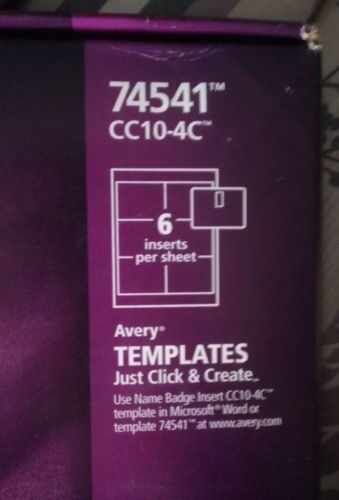 74541™
CC10-4C™
6
inserts
per sheet
Avery®
TEMPLATES
Just Click & Create™
Use Name Badge Insert CC10-4C™
template in Microsoft® Word or
template 74541™ at www.avery.com